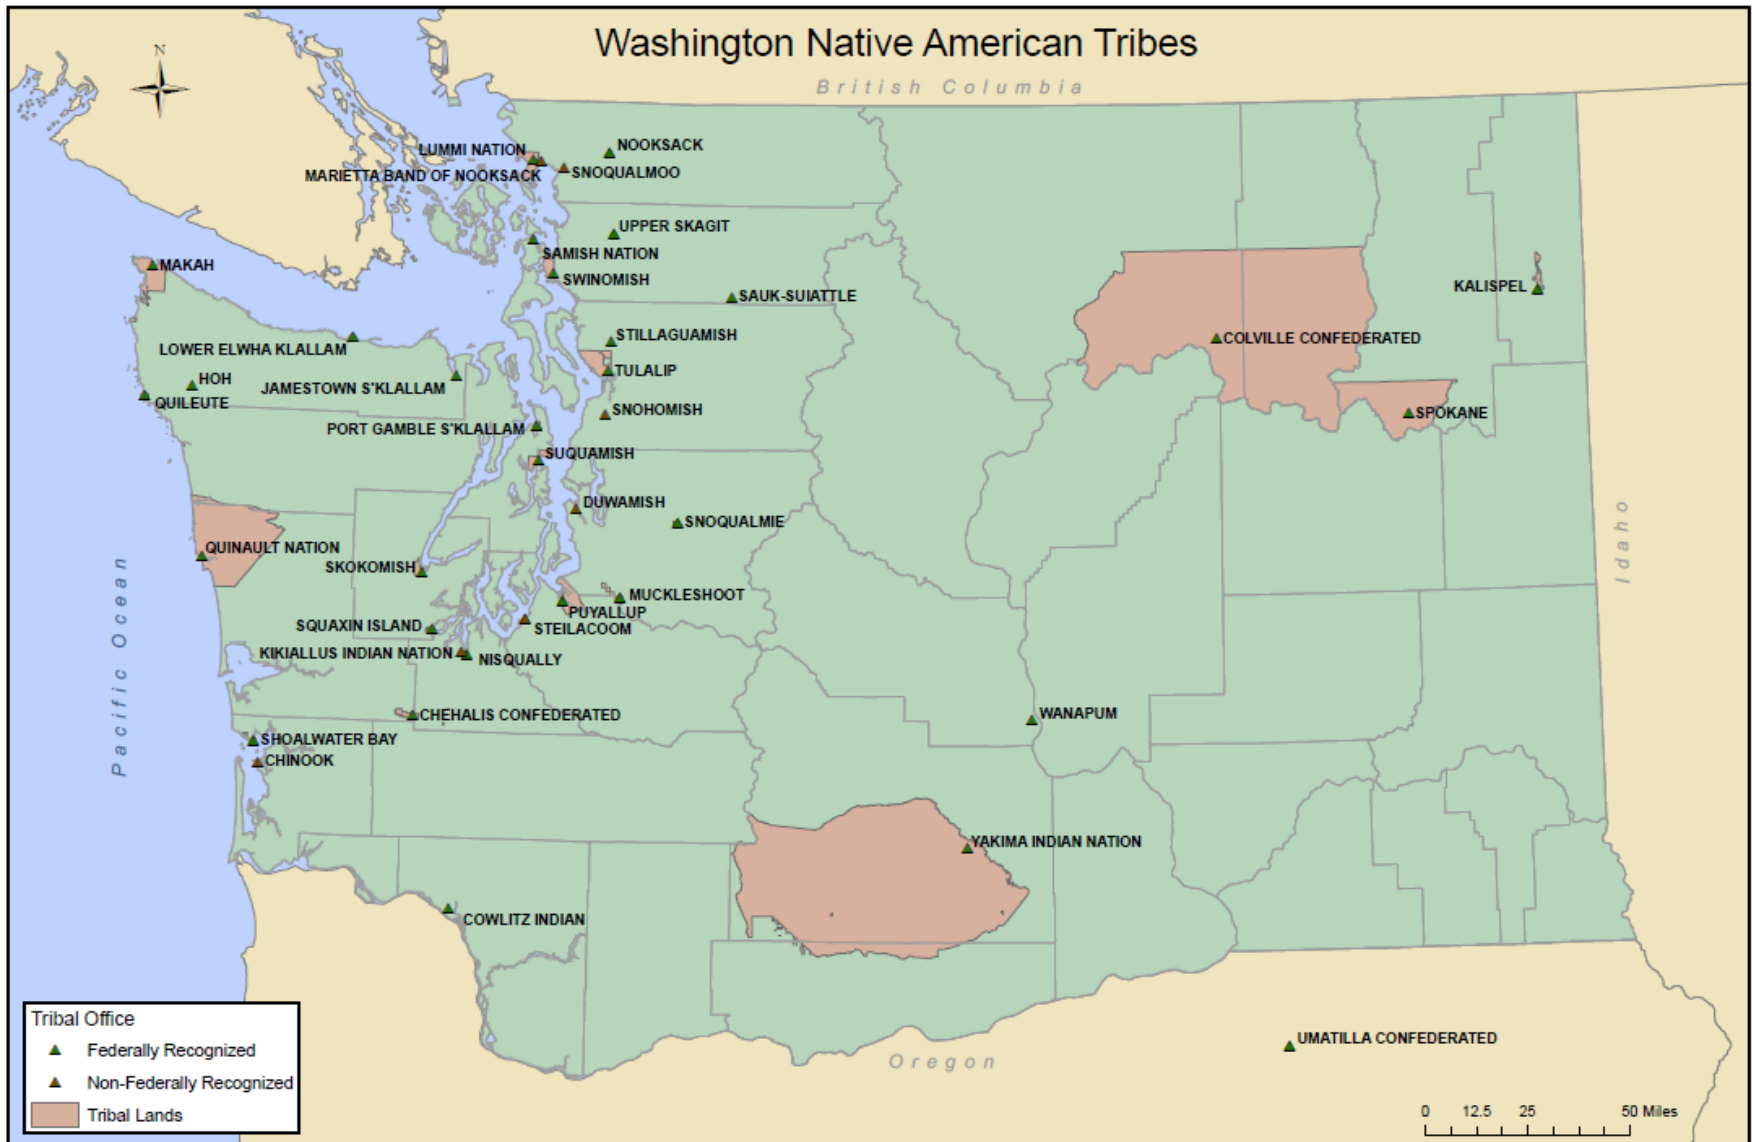 Washington Native American Tribes
British Columbia
N
NOOKSACK
LUMMI NATION
SNOQUALMOO
MARIETTA BAND OF NOOKSACK
UPPER SKAGIT
SAMISH NATION
MAKAH
SWINOMISH
KALISPEL
SAUK-SUIATTLE
STILLAGUAMISH
COLVILLE CONFEDERATED
LOWER ELWHA KLALLAM
TULALIP
HOH
JAMESTOWN S'KLALLAM
QUILEUTE
SNOHOMISH
SPOKANE
PORT GAMBLE S'KLALLAM
SUQUAMISH
DUWAMISH
SNOQUALMIE
Idaho
QUINAULT NATION
SKOKOMISH
MUCKLESHOOT
PUYALLUP
Pacific Ocean
SQUAXIN ISLAND
STEILACOOM
KIKIALLUS INDIAN NATION
NISQUALLY
CHEHALIS CONFEDERATED
WANAPUM
SHOALWATER BAY
CHINOOK
YAKIMA INDIAN NATION
COWLITZ INDIAN
UMATILLA CONFEDERATED
Oregon
Tribal Office
Federally Recognized
Non-Federally Recognized
Tribal Lands
0 12.5 25 50 Miles